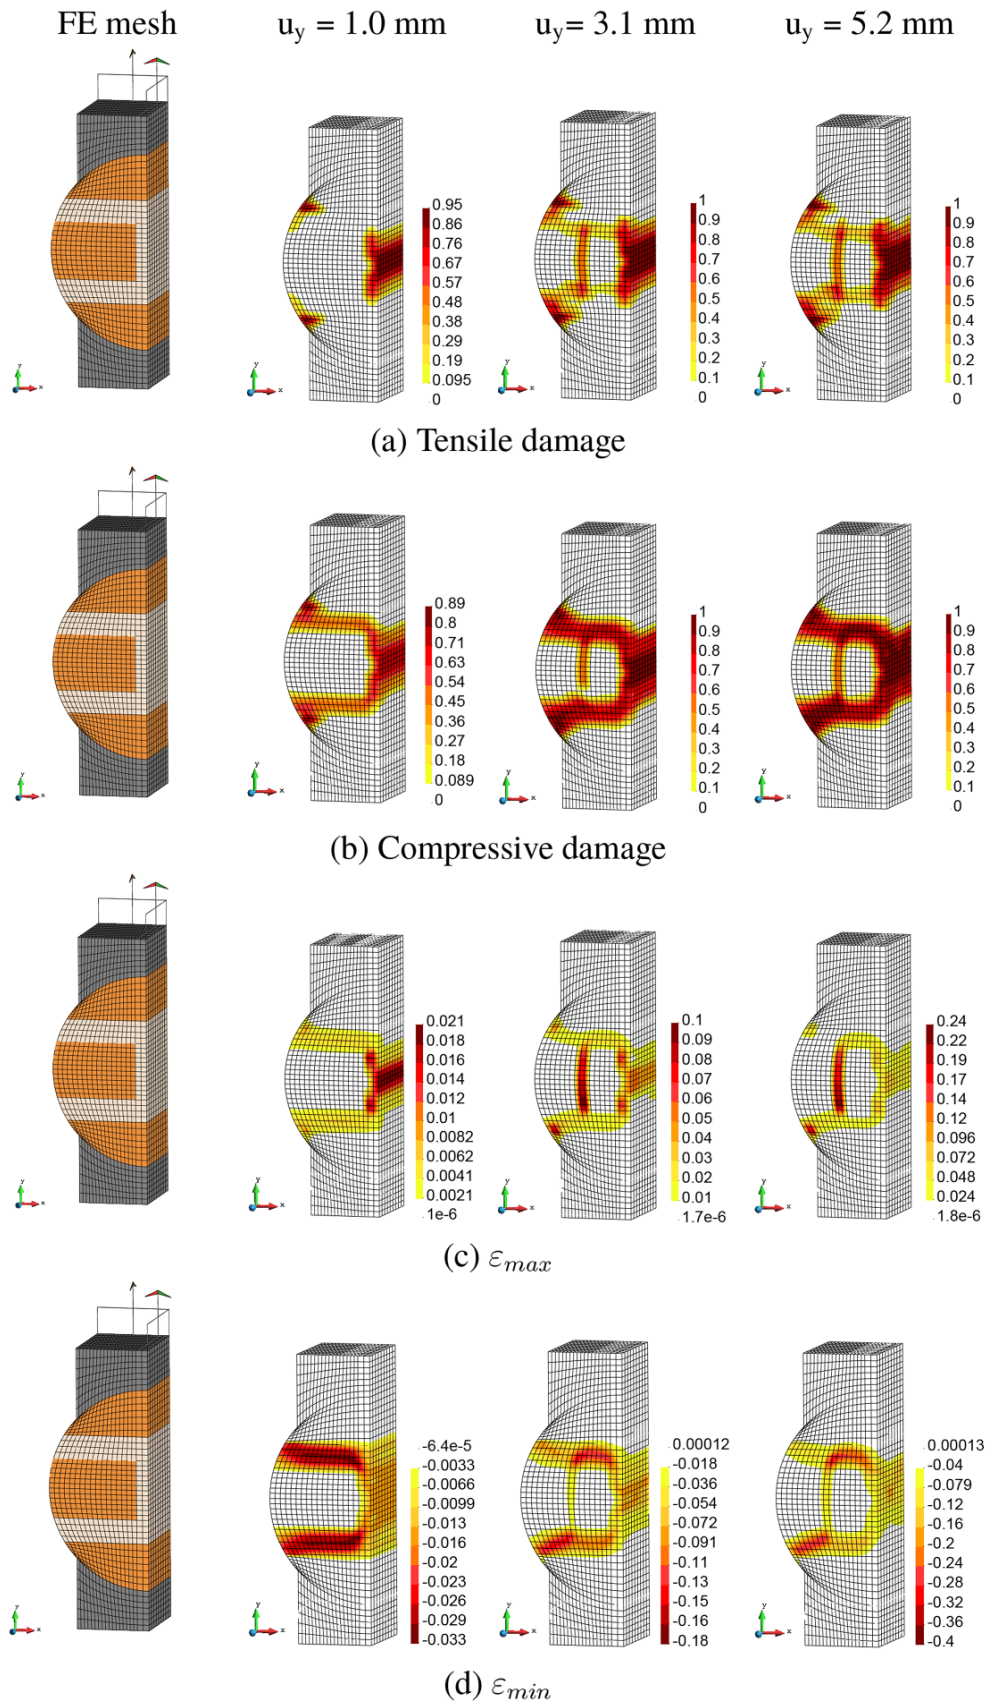 FE mesh u_y = 1.0 mm u_y= 3.1 mm u_y = 5.2 mm
0.95 1 1
0.86 0.9 0.9
0.76 0.8 0.8
0.67 0.7 0.7
0.57 0.6 0.6
0.48 0.5 0.5
0.38 0.4 0.4
0.29 0.3 0.3
0.19 0.2 0.2
0.095 0.1 0.1
0 0 0
y y y y
x x x x
(a) Tensile damage
0.89 1 1
0.8 0.9 0.9
0.71 0.8 0.8
0.63 0.7 0.7
0.54 0.6 0.6
0.45 0.5 0.5
0.36 0.4 0.4
0.27 0.3 0.3
0.18 0.2 0.2
0.089 0.1 0.1
0 0 0
y y y y
x x x x
(b) Compressive damage
0.021 0.1 0.24
0.018 0.09 0.22
0.016 0.08 0.19
0.014 0.07 0.17
0.012 0.06 0.14
0.01 0.05 0.12
0.0082 0.04 0.096
0.0062 0.03 0.072
0.0041 0.02 0.048
0.0021 0.01 0.024
1e-6 1.7e-6 1.8e-6
y y y y
x x x x
(c) ε_max
-6.4e-5 0.00012 0.00013
-0.0033 -0.018 -0.04
-0.0066 -0.036 -0.079
-0.0099 -0.054 -0.12
-0.013 -0.072 -0.16
-0.016 -0.091 -0.2
-0.02 -0.11 -0.24
-0.023 -0.13 -0.28
-0.026 -0.15 -0.32
-0.029 -0.16 -0.36
-0.033 -0.18 -0.4
y y y y
x x x x
(d) ε_min